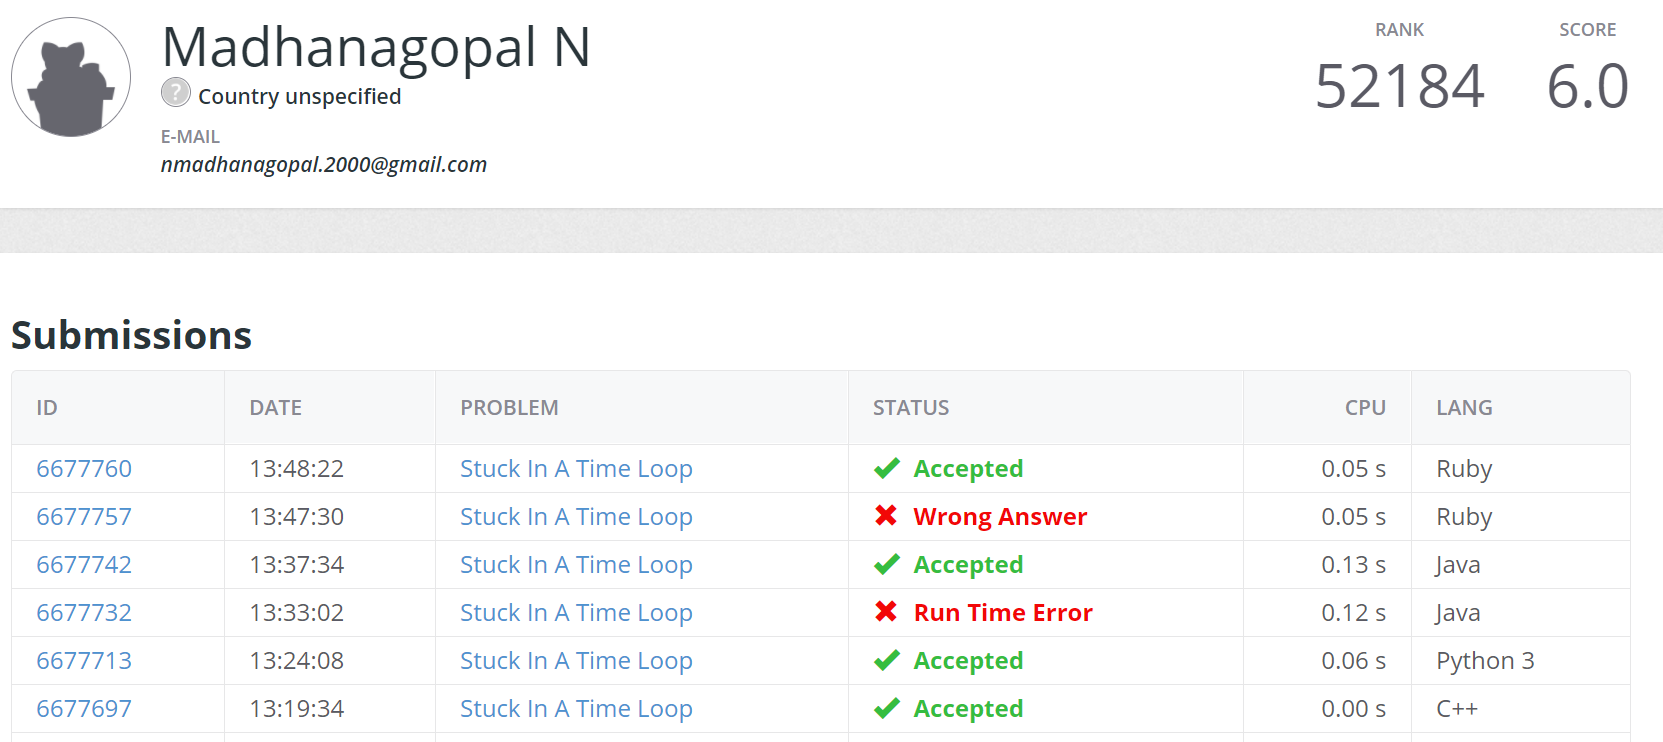 Madhanagopal N
? Country unspecified
E-MAIL
nmadhanagopal.2000@gmail.com
RANK SCORE
52184 6.0
Submissions
ID DATE PROBLEM STATUS CPU LANG
6677760 13:48:22 Stuck In A Time Loop Accepted 0.05 s Ruby
6677757 13:47:30 Stuck In A Time Loop Wrong Answer 0.05 s Ruby
6677742 13:37:34 Stuck In A Time Loop Accepted 0.13 s Java
6677732 13:33:02 Stuck In A Time Loop Run Time Error 0.12 s Java
6677713 13:24:08 Stuck In A Time Loop Accepted 0.06 s Python 3
6677697 13:19:34 Stuck In A Time Loop Accepted 0.00 s C++